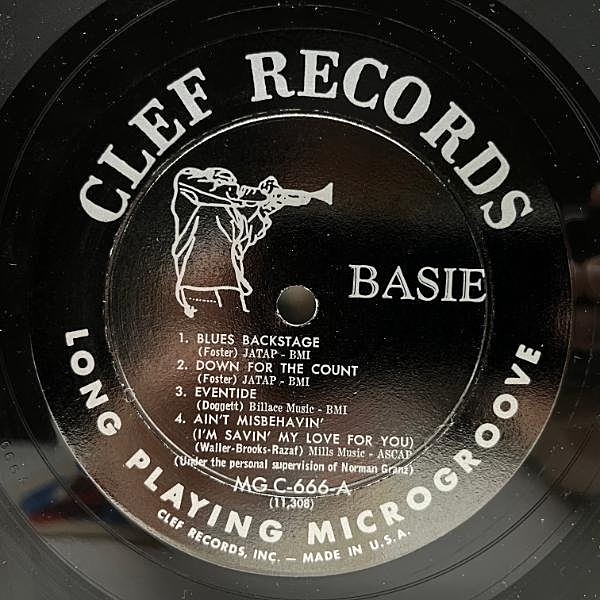 CLEF RECORDS
BASIE
1. BLUES BACKSTAGE
(Foster) JATAP - BMI
2. DOWN FOR THE COUNT
(Foster) JATAP - BMI
3. EVENTIDE
(Doggett) Billace Music - BMI
4. AIN'T MISBEHAVIN'
(I'M SAVIN' MY LOVE FOR YOU)
(Waller-Brooks-Razaf) Mills Music - ASCAP
(Under the personal supervision of Norman Granz)
MG C-666-A
(11,308)
LONG PLAYING MICROGROOVE
CLEF RECORDS, INC. — MADE IN U.S.A.